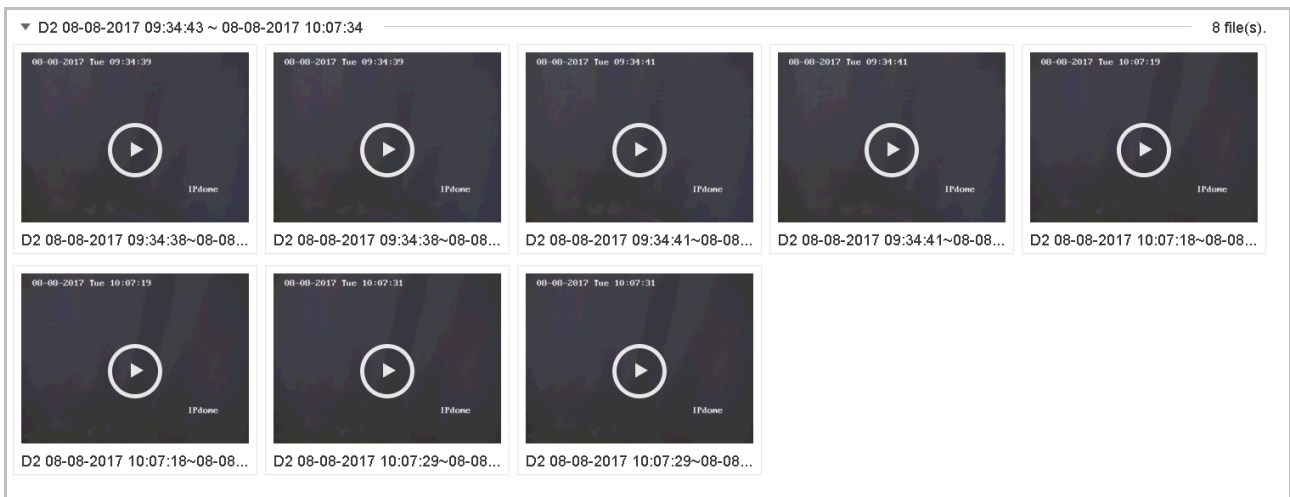 D2 08-08-2017 09:34:43 ~ 08-08-2017 10:07:34 8 file(s).
08-08-2017 Tue 09:34:39
08-08-2017 Tue 09:34:39
08-08-2017 Tue 09:34:41
08-08-2017 Tue 09:34:41
08-08-2017 Tue 10:07:19
IPdome
IPdome
IPdome
IPdome
IPdome
D2 08-08-2017 09:34:38~08-08...
D2 08-08-2017 09:34:38~08-08...
D2 08-08-2017 09:34:41~08-08...
D2 08-08-2017 09:34:41~08-08...
D2 08-08-2017 10:07:18~08-08...
08-08-2017 Tue 10:07:19
08-08-2017 Tue 10:07:31
08-08-2017 Tue 10:07:31
IPdome
IPdome
IPdome
D2 08-08-2017 10:07:18~08-08...
D2 08-08-2017 10:07:29~08-08...
D2 08-08-2017 10:07:29~08-08...